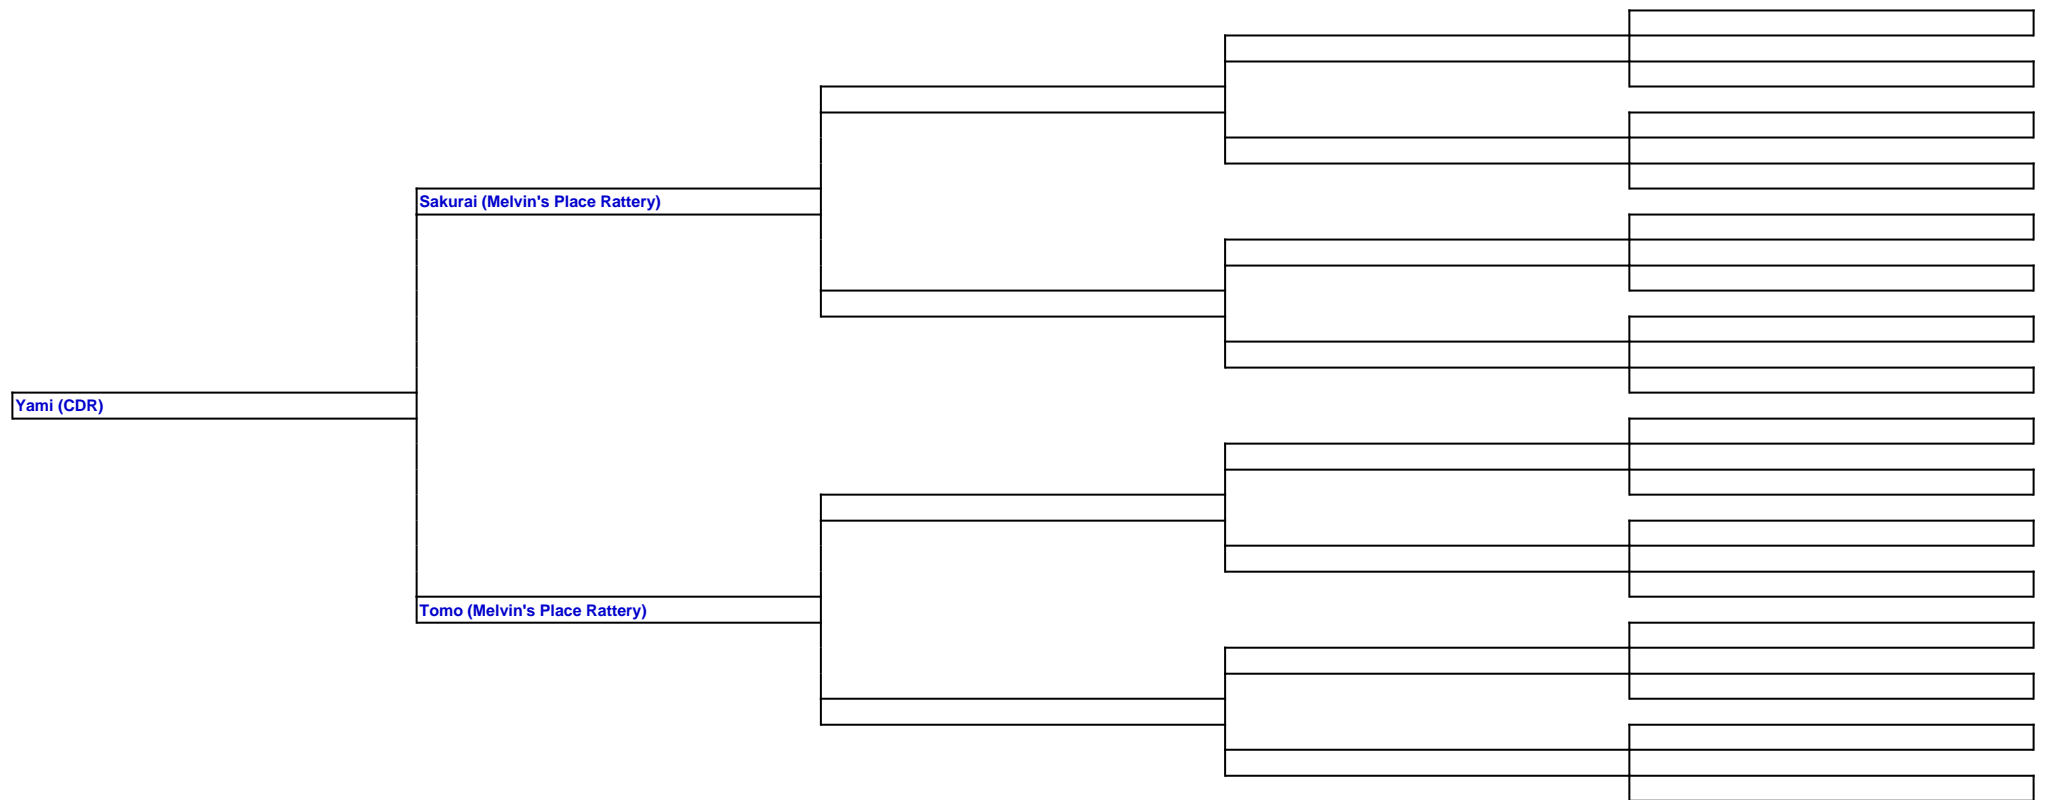 Sakurai (Melvin's Place Rattery)
Yami (CDR)
Tomo (Melvin's Place Rattery)